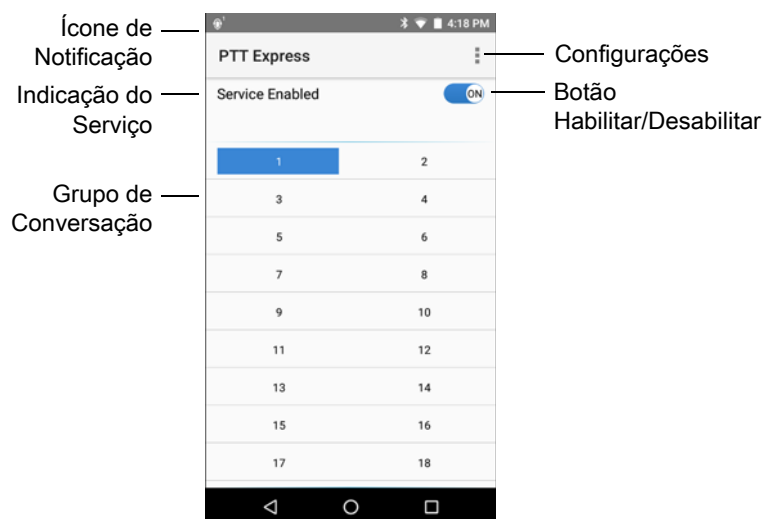 Ícone de
Notificação
Indicação do
Serviço
Grupo de
Conversação
1 4:18 PM
PTT Express
Service Enabled ON
1 2
3 4
5 6
7 8
9 10
11 12
13 14
15 16
17 18
Configurações
Botão
Habilitar/Desabilitar